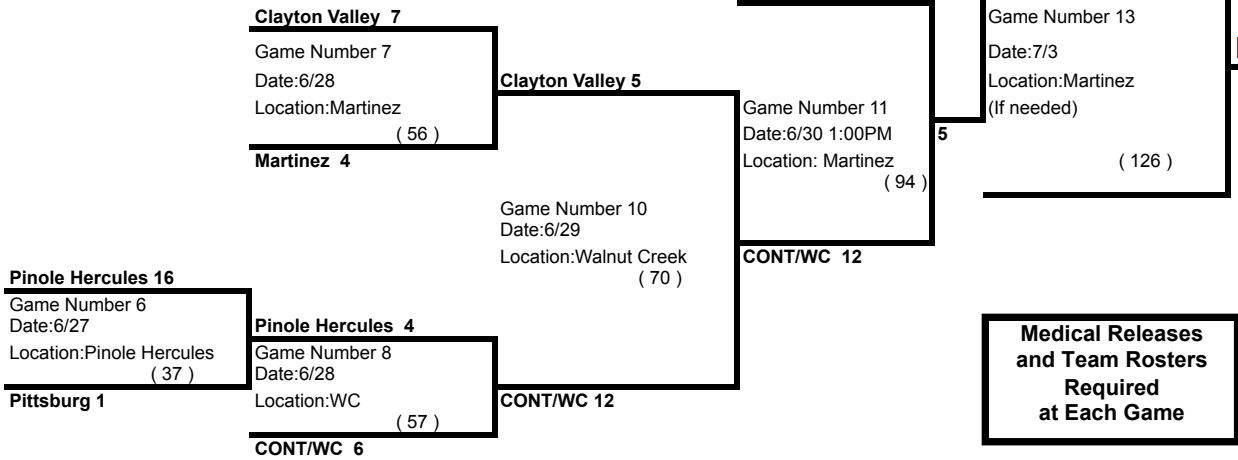 Clayton Valley 7
Game Number 7
Date:6/28
Location:Martinez
( 56 )
Martinez 4
Clayton Valley 5
Game Number 10
Date:6/29
Location:Walnut Creek
( 70 )
Pinole Hercules 16
Game Number 6
Date:6/27
Location:Pinole Hercules
( 37 )
Pittsburg 1
Pinole Hercules 4
Game Number 8
Date:6/28
Location:WC
( 57 )
CONT/WC 6
CONT/WC 12
Game Number 11
Date:6/30 1:00PM
Location: Martinez
( 94 )
CONT/WC 12
5
Game Number 13
Date:7/3
Location:Martinez
(If needed)
( 126 )
Medical Releases
and Team Rosters
Required
at Each Game